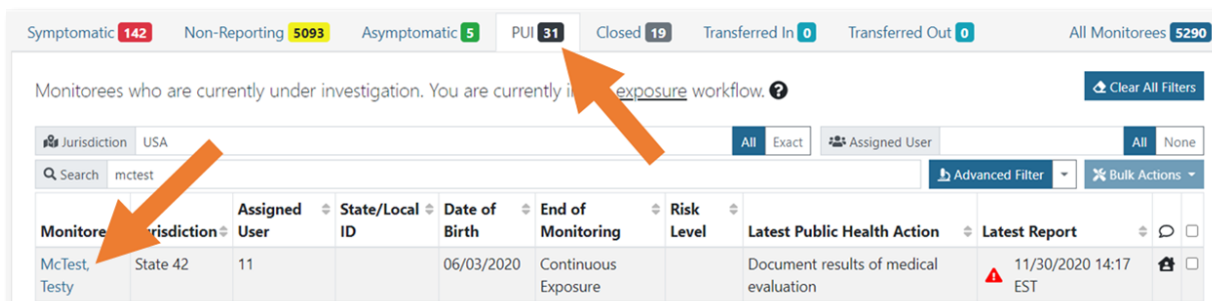 Symptomatic 142 Non-Reporting 5093 Asymptomatic 5 PUI 31 Closed 19 Transferred In 0 Transferred Out 0 All Monitorees 5290
Monitorees who are currently under investigation. You are currently i exposure workflow. ?
Clear All Filters
Jurisdiction USA All Exact Assigned User All None
Search mctest Advanced Filter Bulk Actions
Monitore risdiction Assigned User State/Local ID Date of Birth End of Monitoring Risk Level Latest Public Health Action Latest Report
McTest, State 42 11 06/03/2020 Continuous Document results of medical 11/30/2020 14:17
Testy Exposure evaluation EST